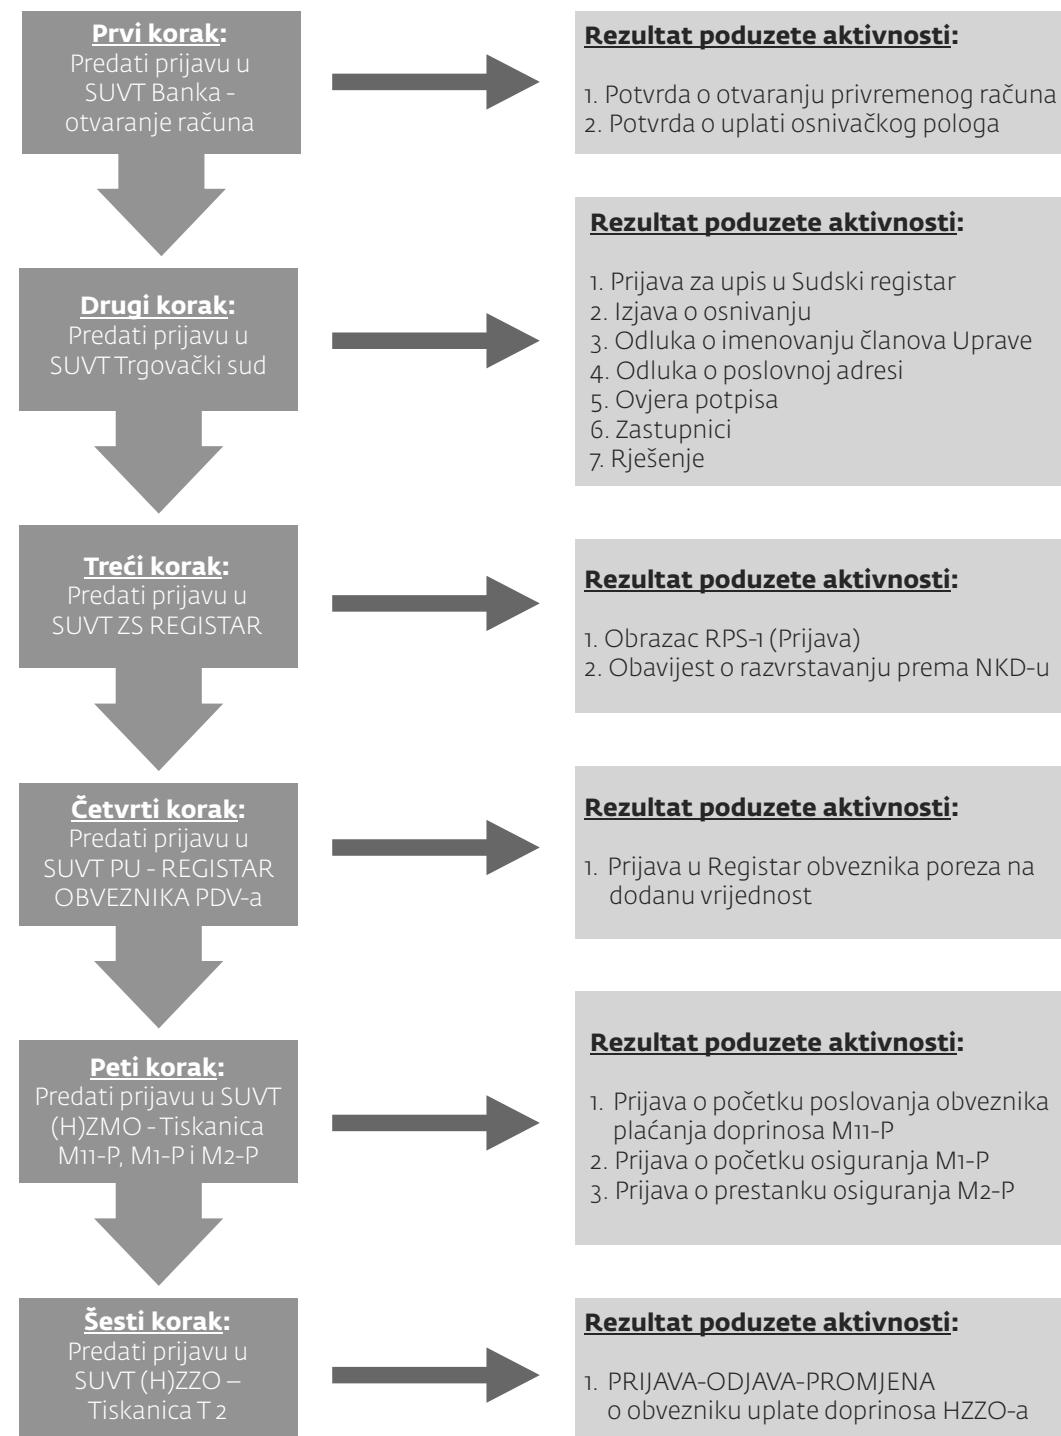 Prvi korak:
Predati prijavu u
SUVT Banka -
otvaranje računa
Rezultat poduzete aktivnosti:
1. Potvrda o otvaranju privremenog računa
2. Potvrda o uplati osnivačkog pologa
Drugi korak:
Predati prijavu u
SUVT Trgovački sud
Rezultat poduzete aktivnosti:
1. Prijava za upis u Sudski registar
2. Izjava o osnivanju
3. Odluka o imenovanju članova Uprave
4. Odluka o poslovnoj adresi
5. Ovjera potpisa
6. Zastupnici
7. Rješenje
Treći korak:
Predati prijavu u
SUVT ZS REGISTAR
Rezultat poduzete aktivnosti:
1. Obrazac RPS-1 (Prijava)
2. Obavijest o razvrstavanju prema NKD-u
Četvrti korak:
Predati prijavu u
SUVT PU - REGISTAR
OBVEZNIKA PDV-a
Rezultat poduzete aktivnosti:
1. Prijava u Registar obveznika poreza na
dodanu vrijednost
Peti korak:
Predati prijavu u SUVT
(H)ZMO - Tiskanica
M11-P, M1-P i M2-P
Rezultat poduzete aktivnosti:
1. Prijava o početku poslovanja obveznika
plaćanja doprinosa M11-P
2. Prijava o početku osiguranja M1-P
3. Prijava o prestanku osiguranja M2-P
Šesti korak:
Predati prijavu u
SUVT (H)ZZO –
Tiskanica T 2
Rezultat poduzete aktivnosti:
1. PRIJAVA-ODJAVA-PROMJENA
o obvezniku uplate doprinosa HZZO-a